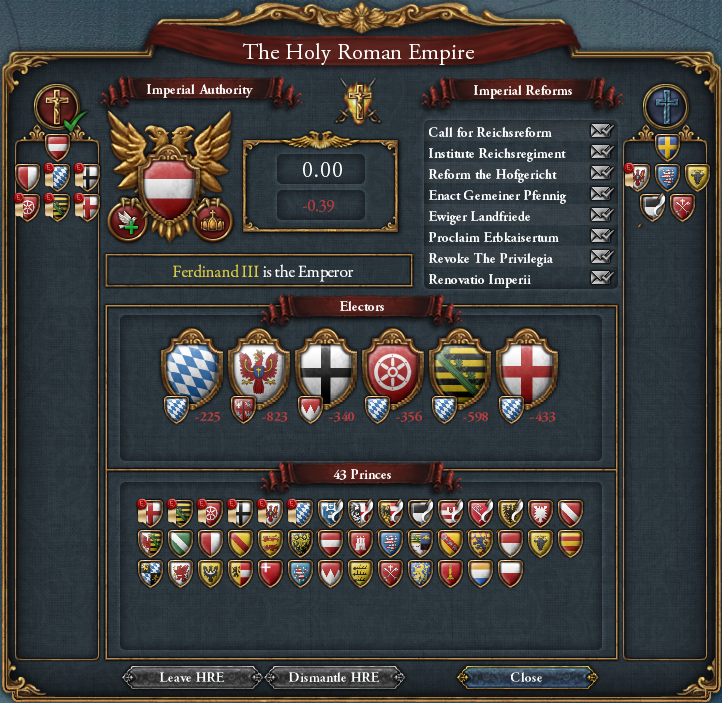 The Holy Roman Empire
Imperial Authority
0.00
-0.39
Ferdinand III is the Emperor
Imperial Reforms
Call for Reichsreform
Institute Reichsregiment
Reform the Hofgericht
Enact Gemeiner Pfennig
Ewiger Landfriede
Proclaim Erbkaisertum
Revoke The Privilegia
Renovatio Imperii
Electors
-225 -823 -340 -356 -598 -433
43 Princes
Leave HRE Dismantle HRE Close